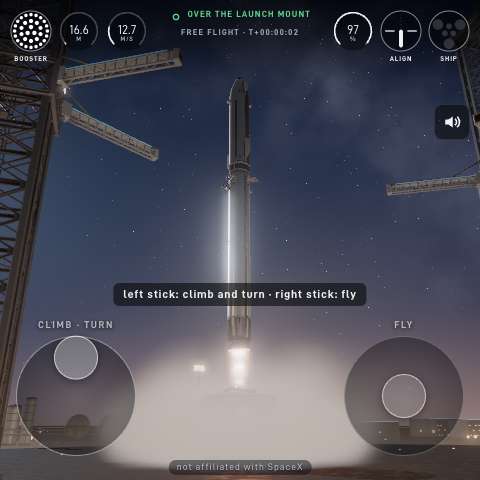 OVER THE LAUNCH MOUNT
FREE FLIGHT · T+00:00:02
BOOSTER
16.6
M
12.7
M/S
97
%
ALIGN
SHIP
left stick: climb and turn · right stick: fly
CLIMB · TURN
FLY
not affiliated with SpaceX